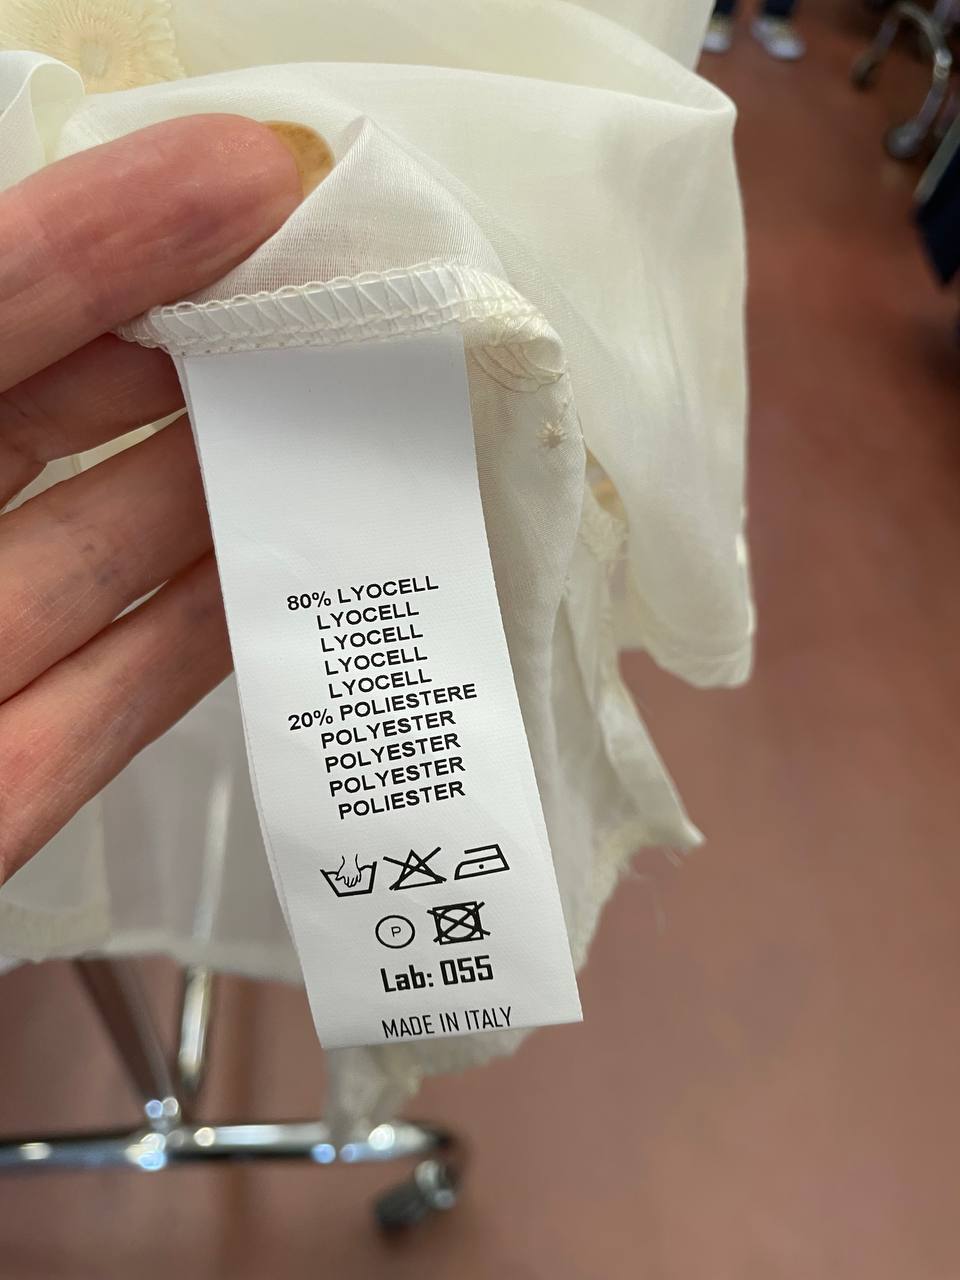 80% LYOCELL
LYOCELL
LYOCELL
LYOCELL
LYOCELL
20% POLIESTERE
POLYESTER
POLYESTER
POLYESTER
POLIESTER
P
Lab: 055
MADE IN ITALY